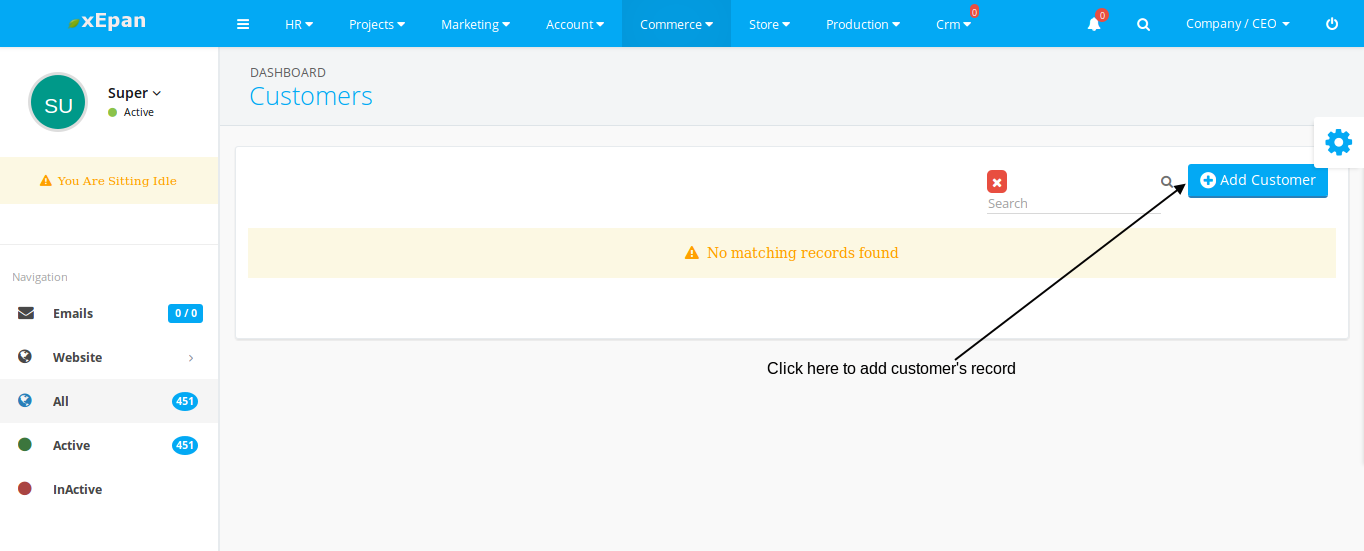 xEpan
HR
Projects
Marketing
Account
Commerce
Store
Production
Crm
0
0
Company / CEO
SU
Super
Active
You Are Sitting Idle
Navigation
Emails
0 / 0
Website
All
451
Active
451
InActive
DASHBOARD
Customers
Search
Add Customer
No matching records found
Click here to add customer's record